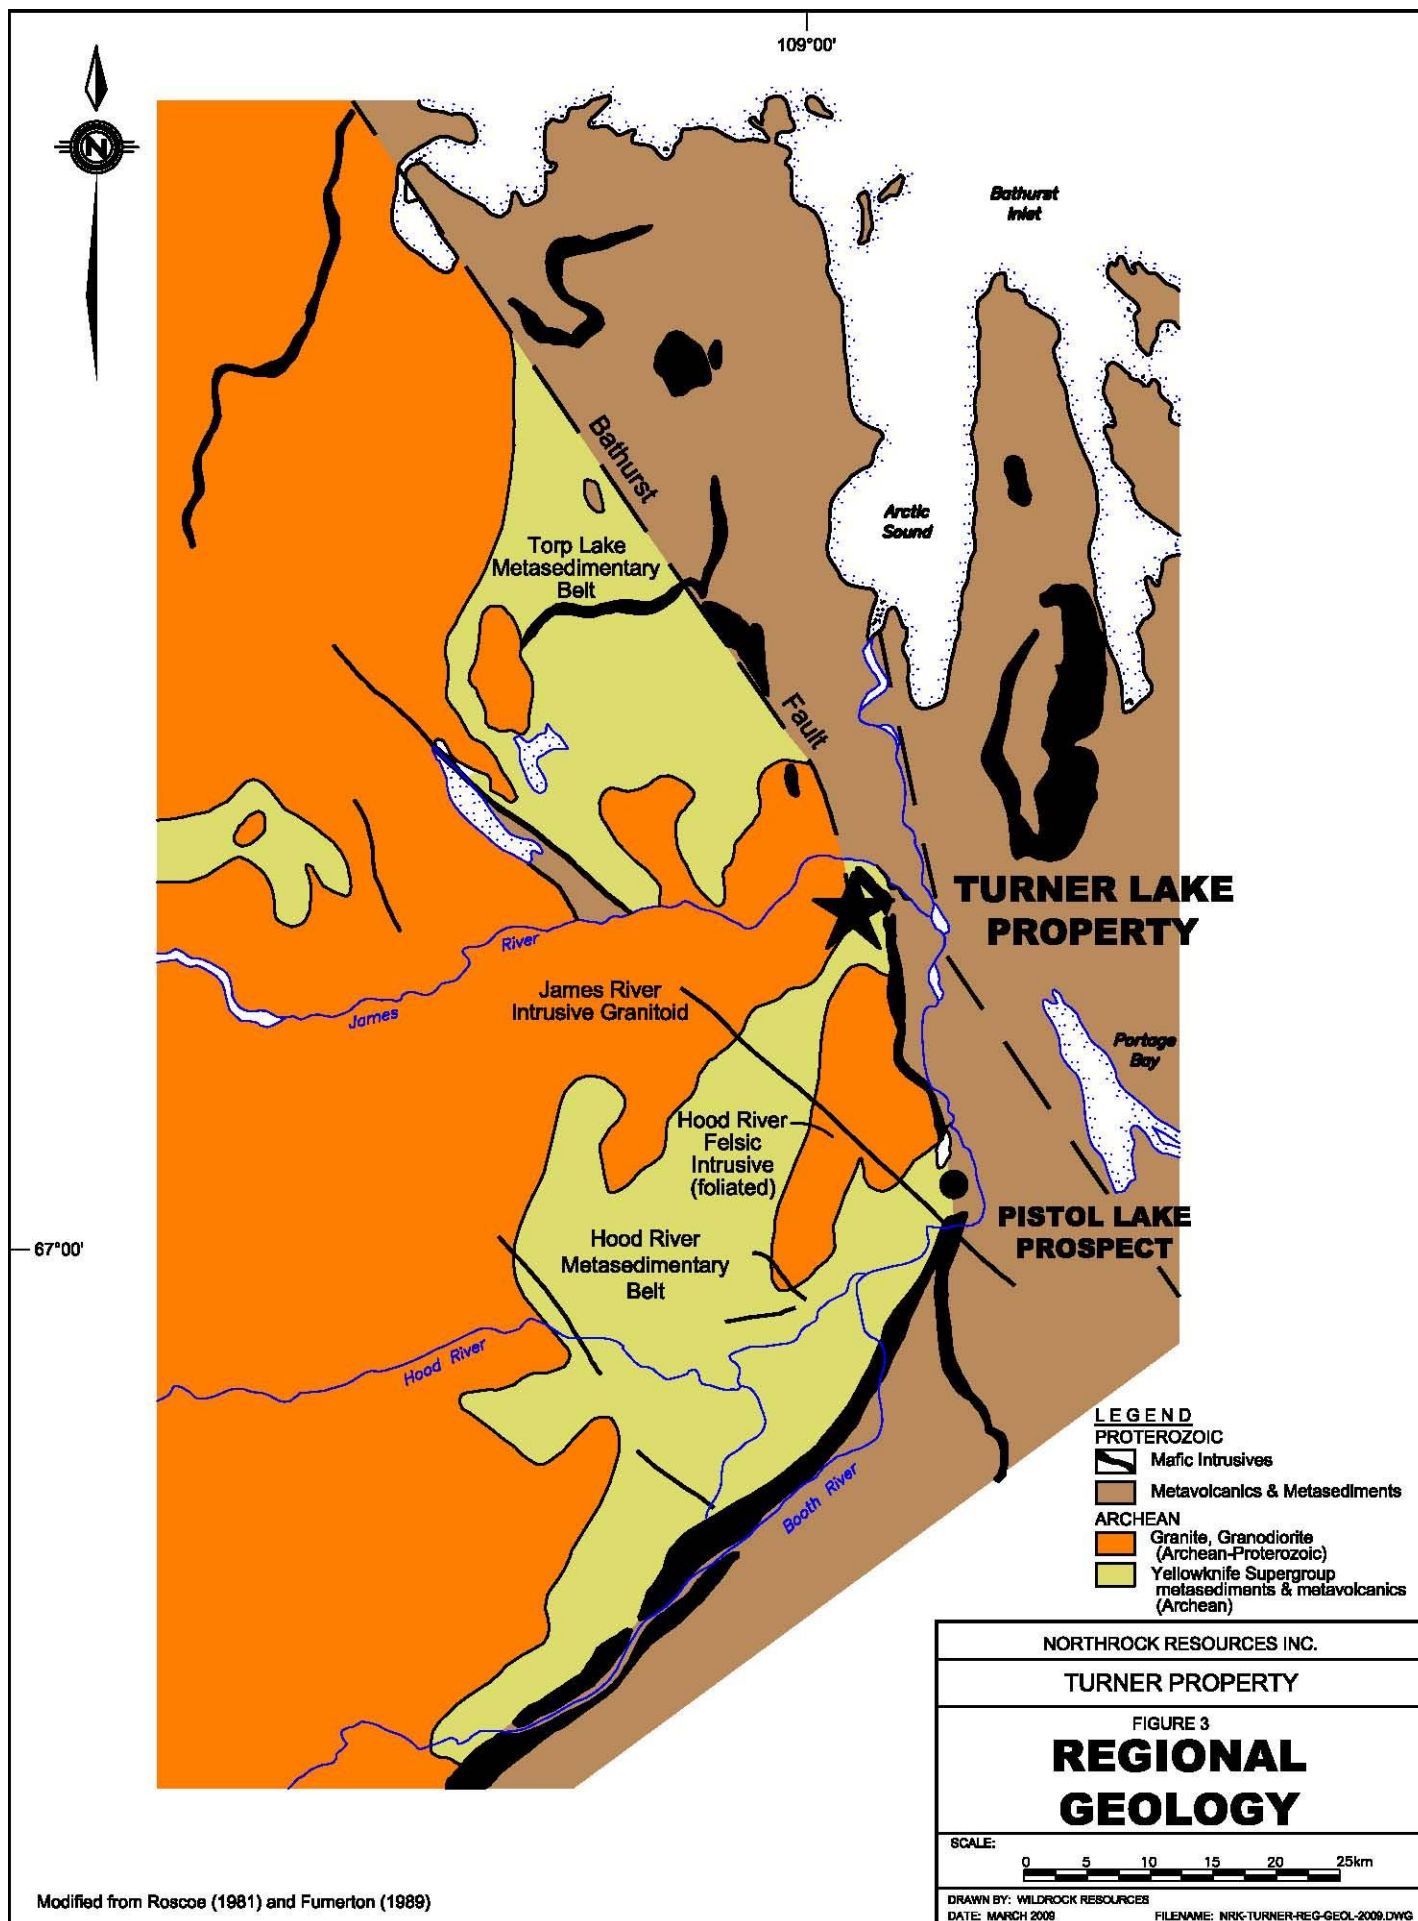 109°00'
N
Bathurst
Inlet
Bathurst
Arctic
Sound
Torp Lake
Metasedimentary
Belt
Fault
TURNER LAKE
PROPERTY
River
James
James River
Intrusive Granitoid
Portage
Bay
Hood River
Felsic
Intrusive
(foliated)
PISTOL LAKE
PROSPECT
Hood River
Metasedimentary
Belt
67°00'
Hood River
Booth River
LEGEND
PROTEROZOIC
Mafic Intrusives
Metavolcanics & Metasediments
ARCHEAN
Granite, Granodiorite
(Archean-Proterozoic)
Yellowknife Supergroup
metasediments & metavolcanics
(Archean)
NORTHROCK RESOURCES INC.
TURNER PROPERTY
FIGURE 3
REGIONAL
GEOLOGY
SCALE:
0 5 10 15 20 25km
DRAWN BY: WILDROCK RESOURCES
DATE: MARCH 2009 FILENAME: NRK-TURNER-REG-GEOL-2009.DWG
Modified from Roscoe (1981) and Fumerton (1989)